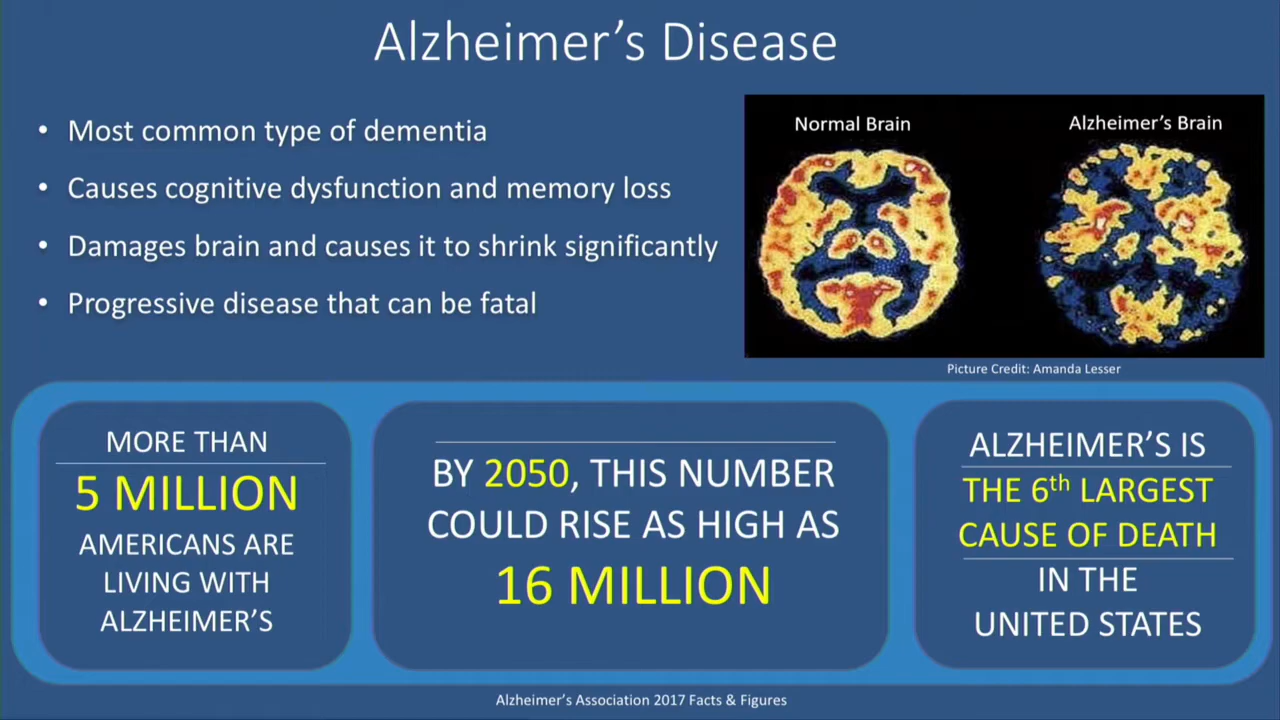 Alzheimer’s Disease
• Most common type of dementia
• Causes cognitive dysfunction and memory loss
• Damages brain and causes it to shrink significantly
• Progressive disease that can be fatal
Normal Brain
Alzheimer’s Brain
Picture Credit: Amanda Lesser
MORE THAN
5 MILLION
AMERICANS ARE
LIVING WITH
ALZHEIMER’S
BY 2050, THIS NUMBER
COULD RISE AS HIGH AS
16 MILLION
ALZHEIMER’S IS
THE 6th LARGEST
CAUSE OF DEATH
IN THE
UNITED STATES
Alzheimer’s Association 2017 Facts & Figures